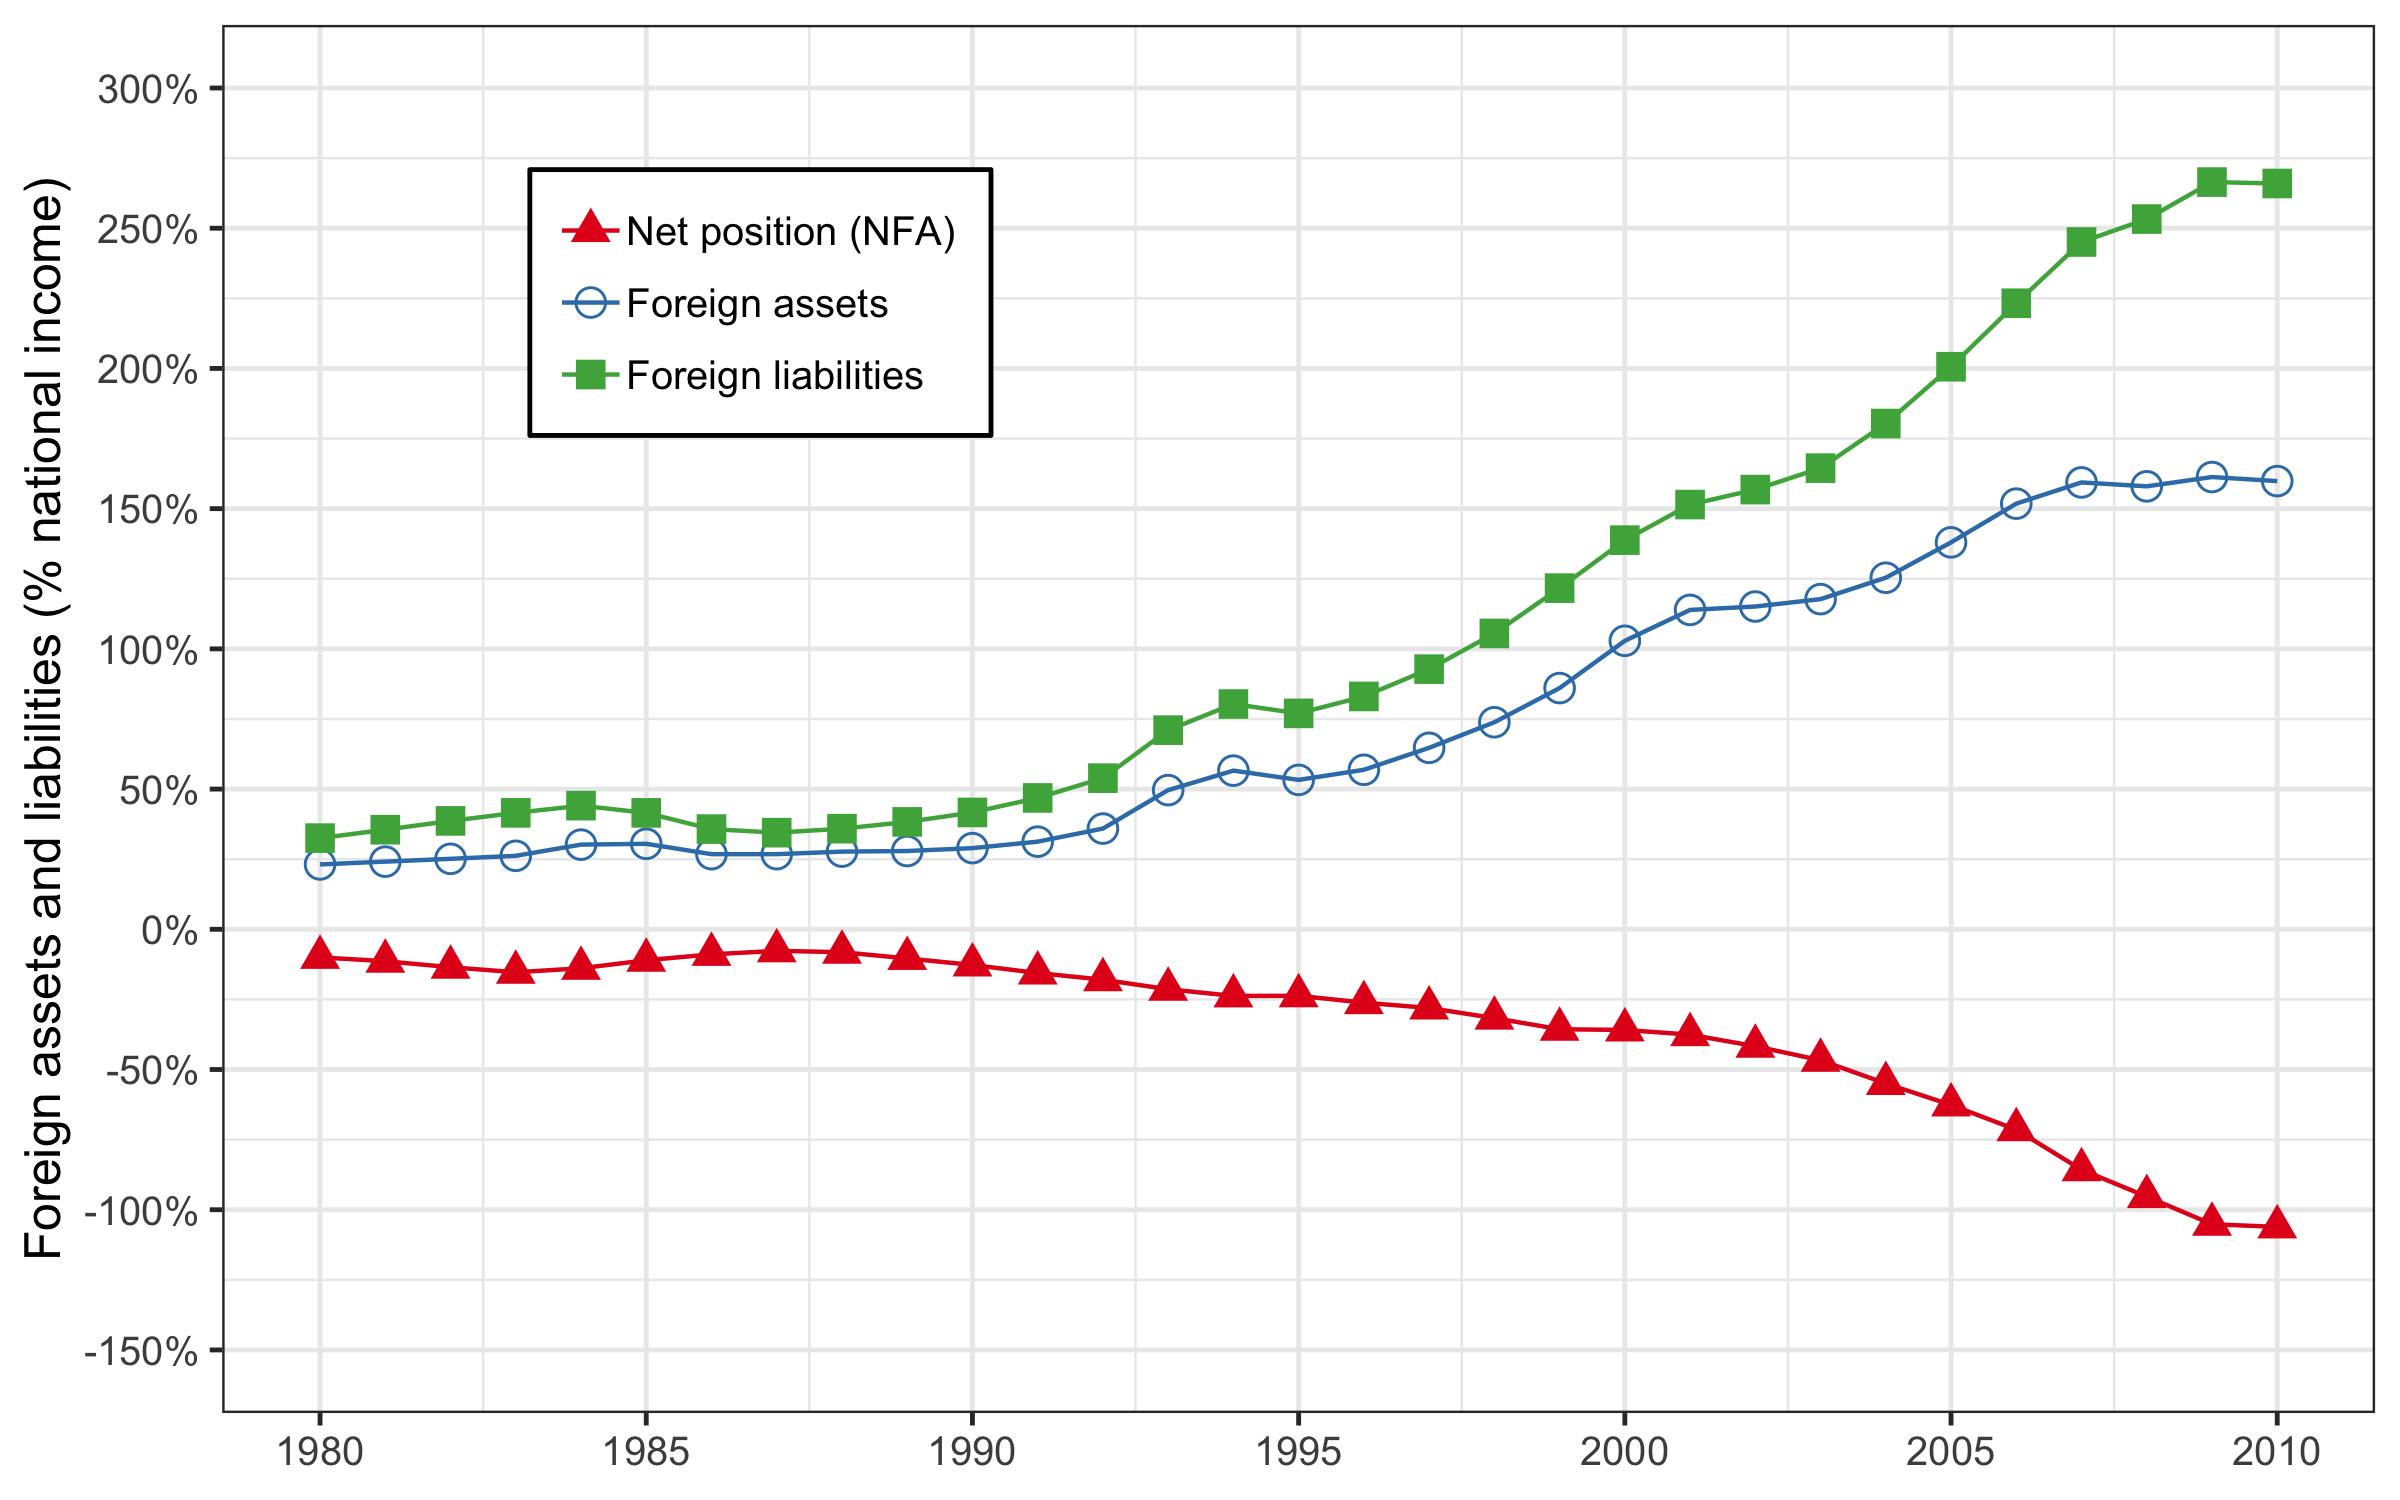 Foreign assets and liabilities (% national income)
300%
250%
200%
150%
100%
50%
0%
-50%
-100%
-150%
Net position (NFA)
Foreign assets
Foreign liabilities
1980 1985 1990 1995 2000 2005 2010